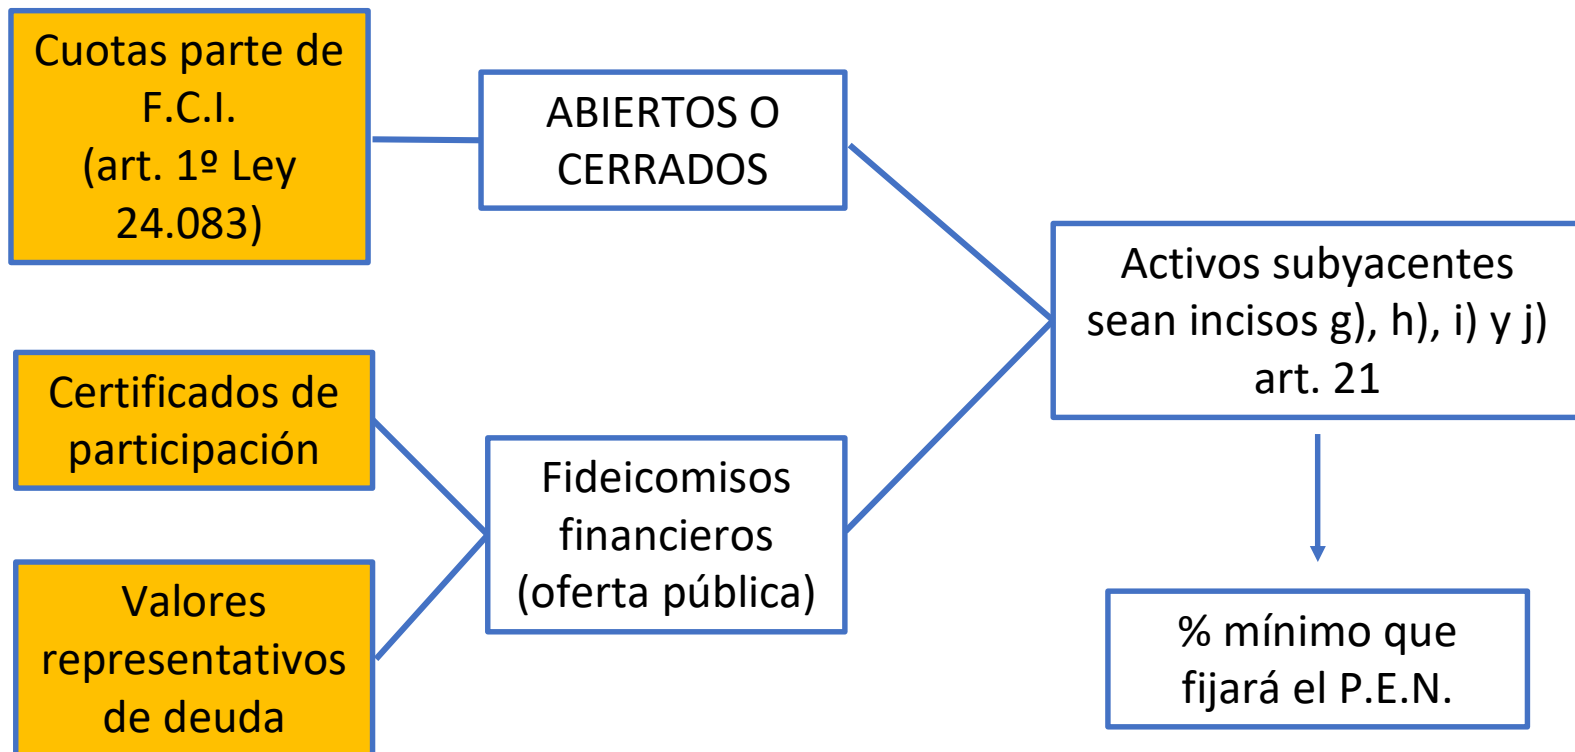 Cuotas parte de
F.C.I.
(art. 1º Ley
24.083)
ABIERTOS O
CERRADOS
Activos subyacentes
sean incisos g), h), i) y j)
art. 21
Certificados de
participación
Fideicomisos
financieros
(oferta pública)
Valores
representativos
de deuda
% mínimo que
fijará el P.E.N.